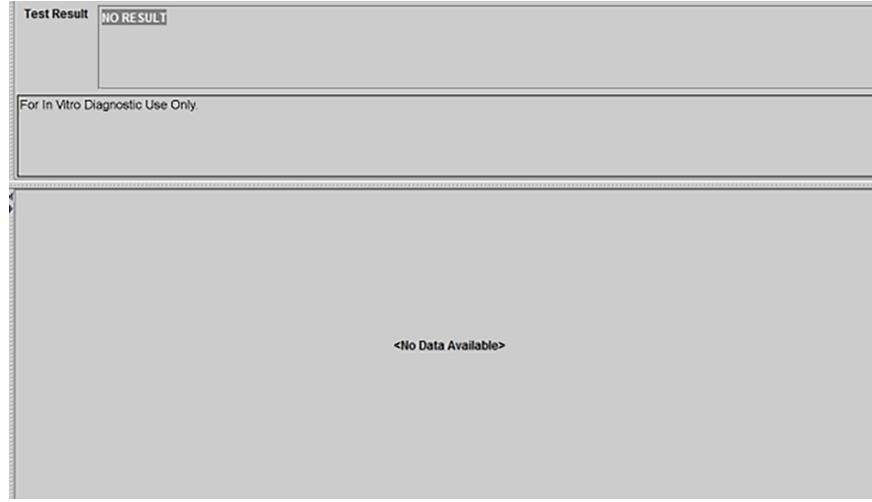 Test Result NO RESULT
For In Vitro Diagnostic Use Only.
<No Data Available>